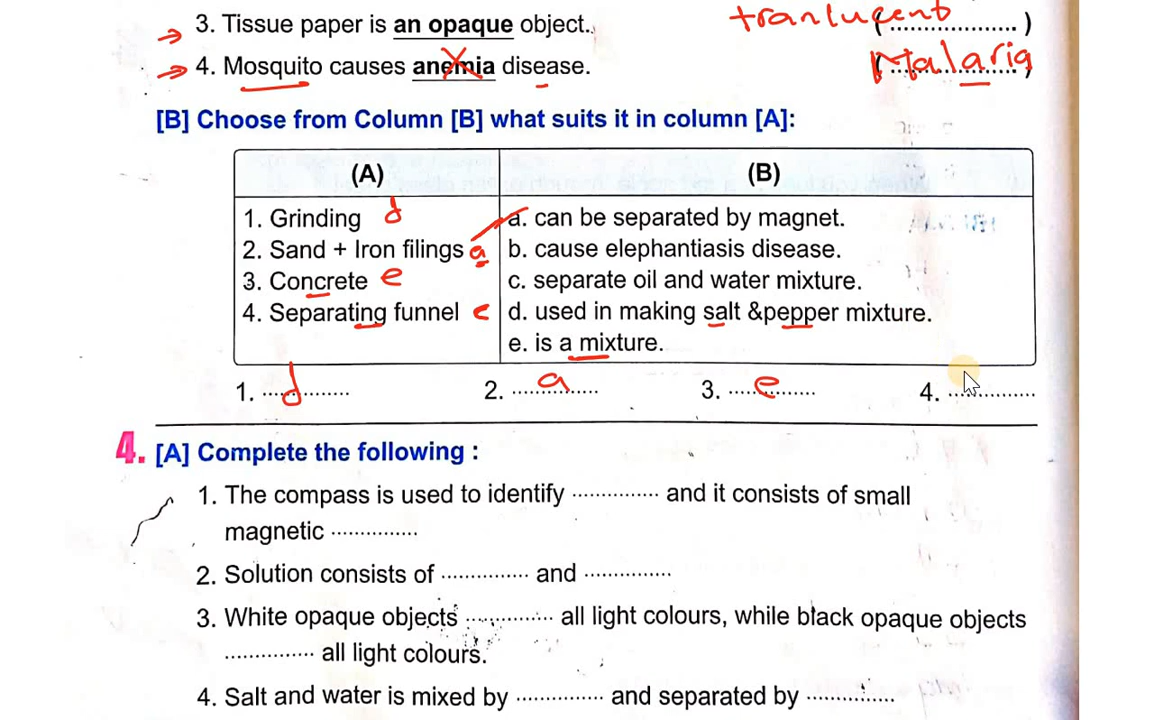 3. Tissue paper is an opaque object. tranlucent (..................)
4. Mosquito causes anemia disease. Malaria (..................)
[B] Choose from Column [B] what suits it in column [A]:
(A) (B)
1. Grinding d a. can be separated by magnet.
2. Sand + Iron filings a b. cause elephantiasis disease.
3. Concrete e c. separate oil and water mixture.
4. Separating funnel c d. used in making salt &pepper mixture.
e. is a mixture.
1. ....d.... 2. ....a.... 3. ....e.... 4. ...............
4. [A] Complete the following :
1. The compass is used to identify ............... and it consists of small
magnetic ...............
2. Solution consists of ............... and ...............
3. White opaque objects ............... all light colours, while black opaque objects
............... all light colours.
4. Salt and water is mixed by ............... and separated by ...............